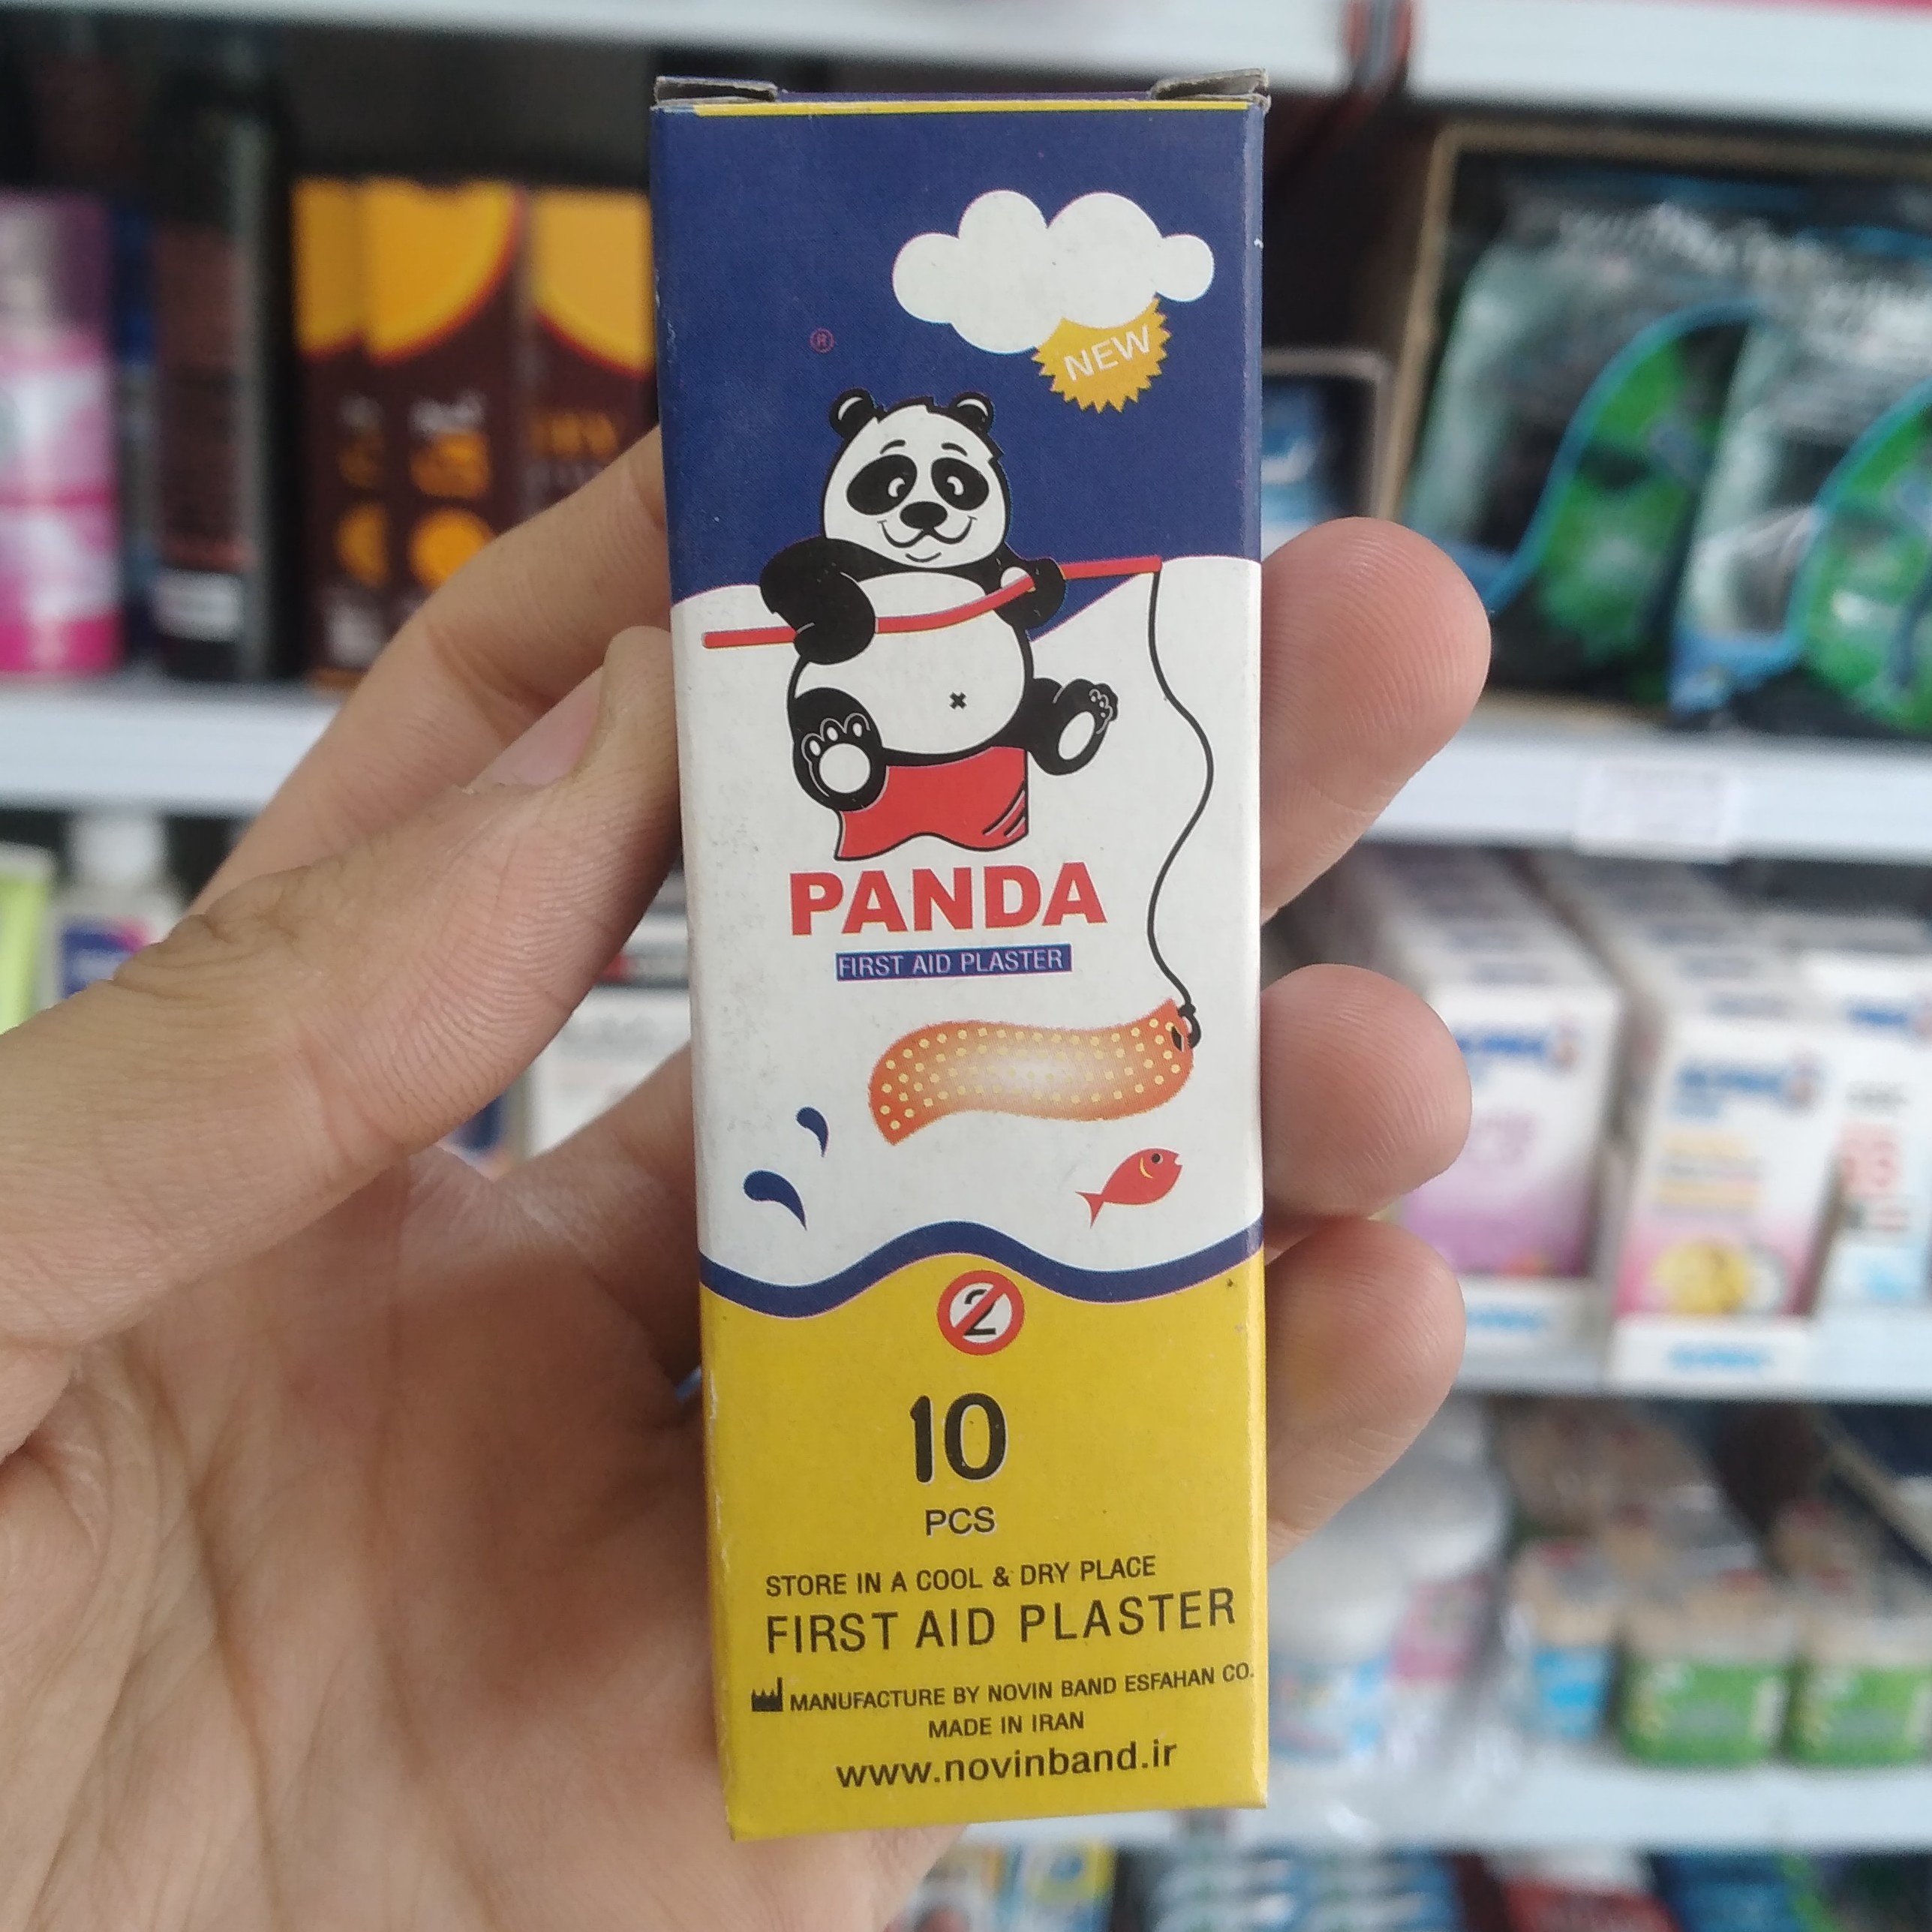 ®
NEW
PANDA
FIRST AID PLASTER
2
10
PCS
STORE IN A COOL & DRY PLACE
FIRST AID PLASTER
MANUFACTURE BY NOVIN BAND ESFAHAN CO.
MADE IN IRAN
www.novinband.ir